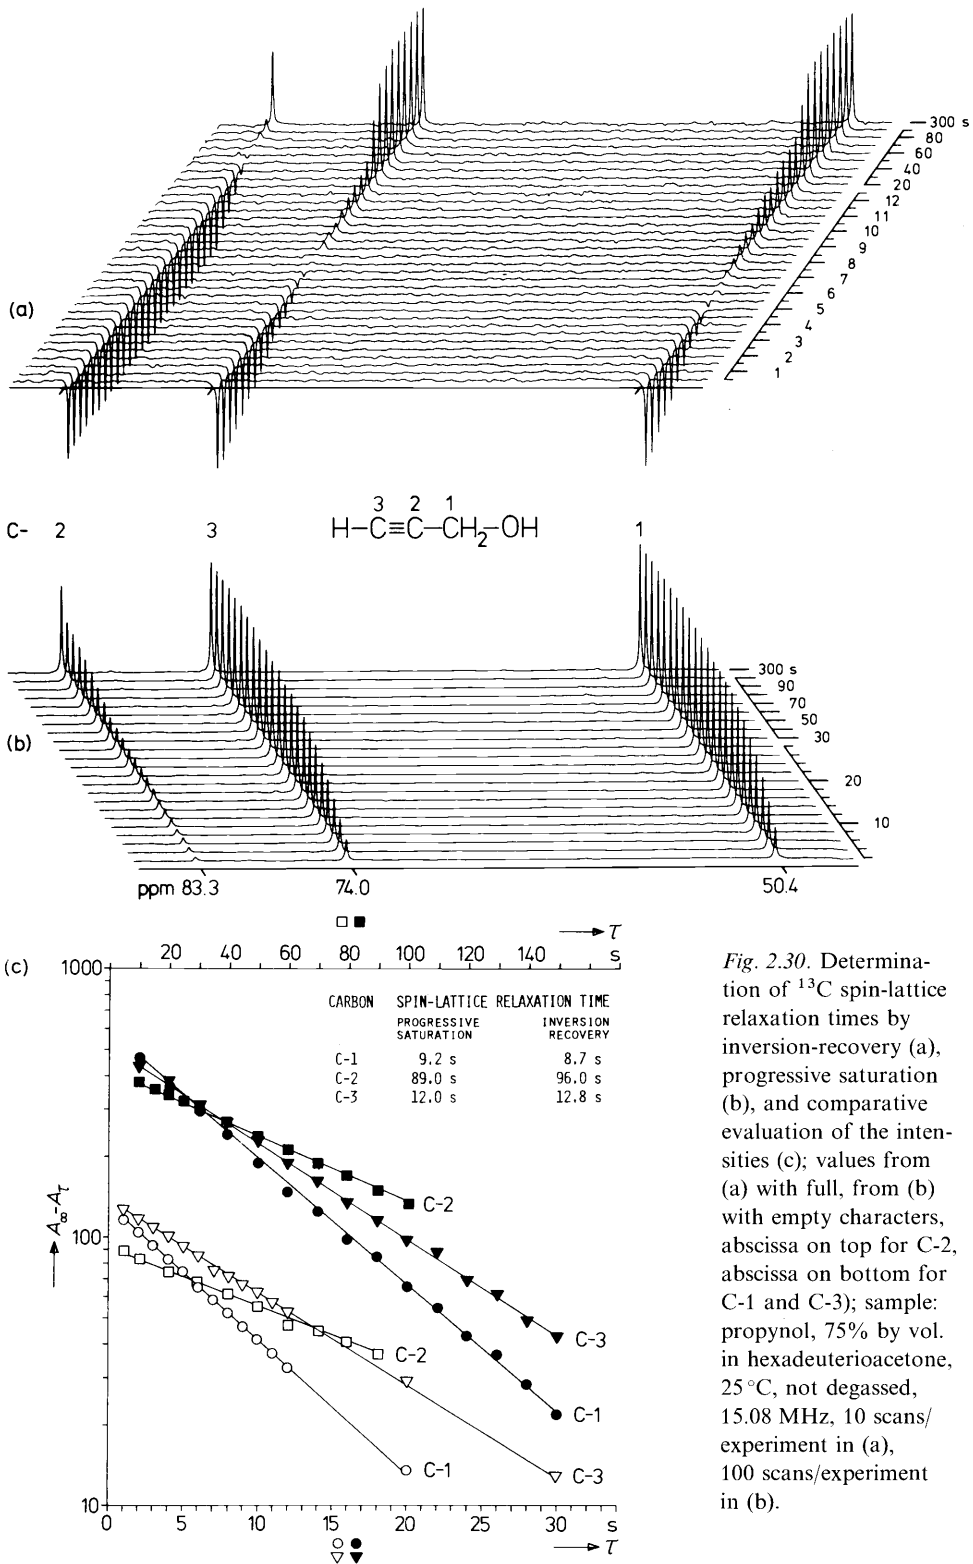 300 s
80
60
40
20
12
11
10
9
8
7
6
5
4
3
2
1
(a)
3 2 1
H–C≡C–CH₂–OH
C- 2 3 1
300 s
90
70
50
30
20
10
(b)
ppm 83.3 74.0 50.4
□ ■ → τ
(c) 20 40 60 80 100 120 140 s
1000
CARBON SPIN-LATTICE RELAXATION TIME
PROGRESSIVE SATURATION INVERSION RECOVERY
C-1 9.2 s 8.7 s
C-2 89.0 s 96.0 s
C-3 12.0 s 12.8 s
→ A₈-Aτ
100
10
C-2
C-3
C-2
C-1
C-1
C-3
0 5 10 15 20 25 30 s
○ ● → τ
▽ ▼
Fig. 2.30. Determina-
tion of ¹³C spin-lattice
relaxation times by
inversion-recovery (a),
progressive saturation
(b), and comparative
evaluation of the inten-
sities (c); values from
(a) with full, from (b)
with empty characters,
abscissa on top for C-2,
abscissa on bottom for
C-1 and C-3); sample:
propynol, 75% by vol.
in hexadeuterioacetone,
25 °C, not degassed,
15.08 MHz, 10 scans/
experiment in (a),
100 scans/experiment
in (b).